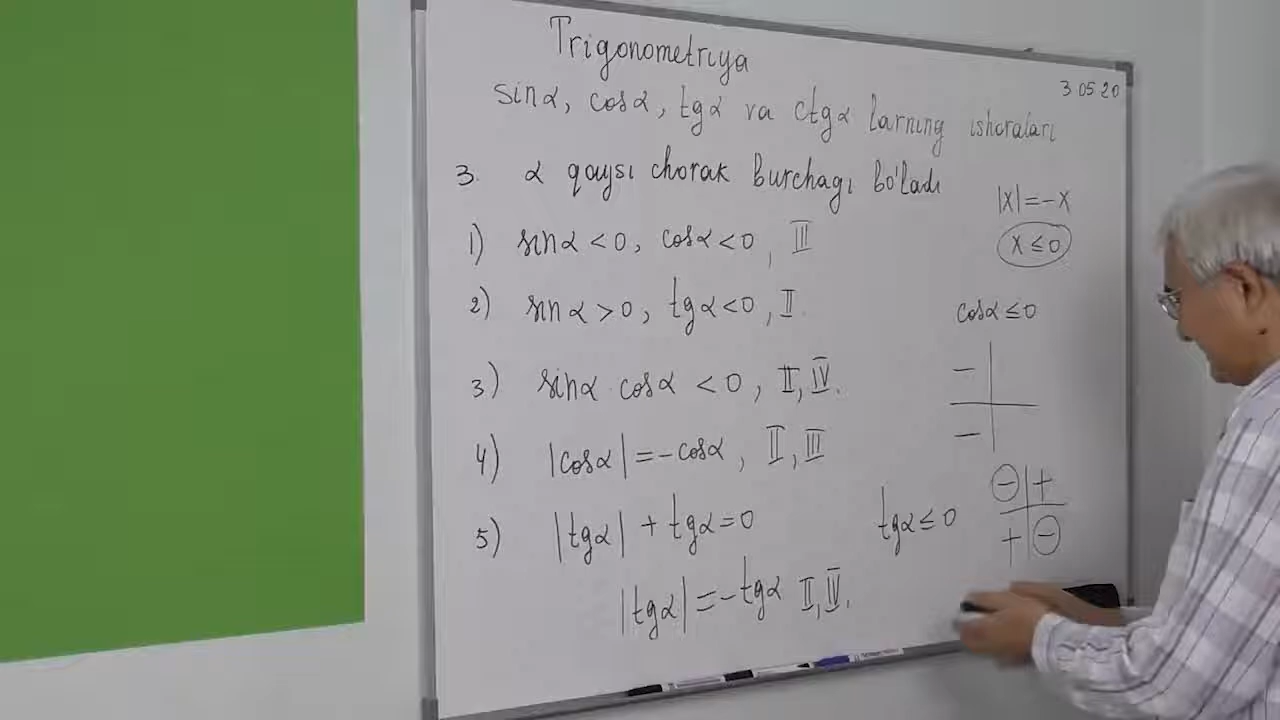 Trigonometriya
3 05 20
sinα, cosα, tgα va ctgα larning ishoralari
3. α qaysi chorak burchagi bo'ladi
|x|=-x
x≤0
1) sinα<0, cosα<0, III
2) sinα>0, tgα<0, II.
cosα≤0
3) sinα·cosα<0, II, IV.
−
−
4) |cosα|=-cosα, II, III
− +
+ −
5) |tgα|+tgα=0
tgα≤0
|tgα|=-tgα II, IV.